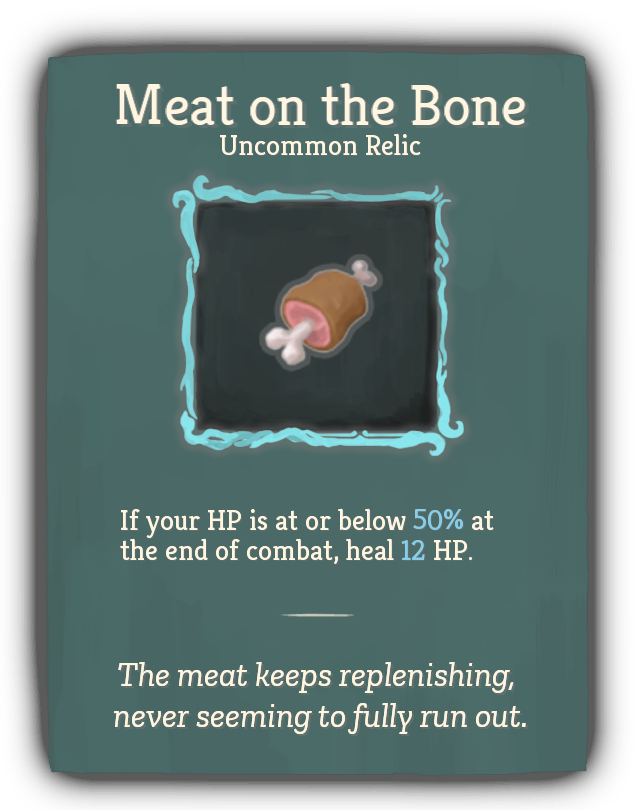 Meat on the Bone
Uncommon Relic
If your HP is at or below 50% at
the end of combat, heal 12 HP.
The meat keeps replenishing,
never seeming to fully run out.